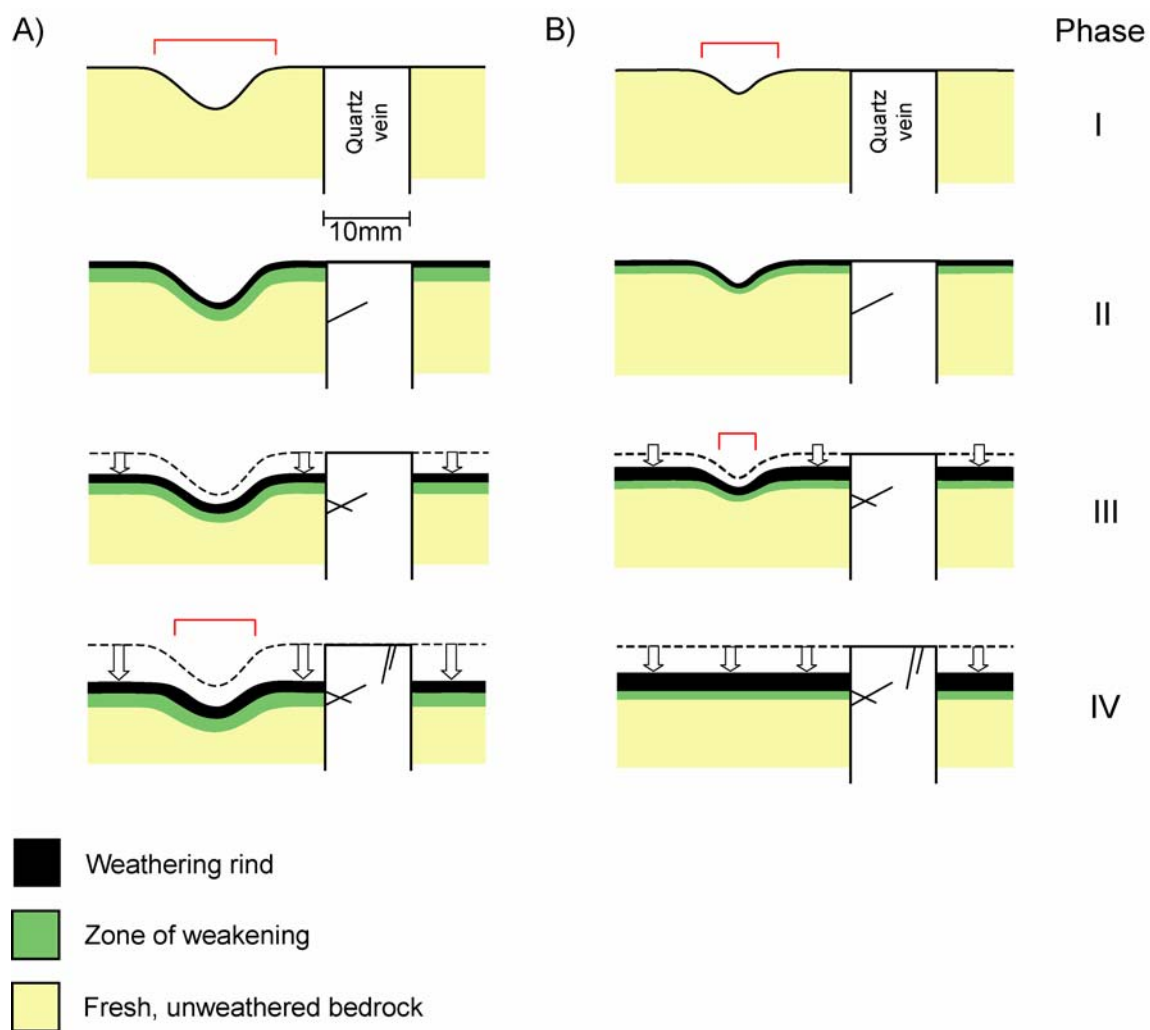 A)
B)
Phase
Quartz
vein
Quartz
vein
I
10mm
II
III
IV
Weathering rind
Zone of weakening
Fresh, unweathered bedrock